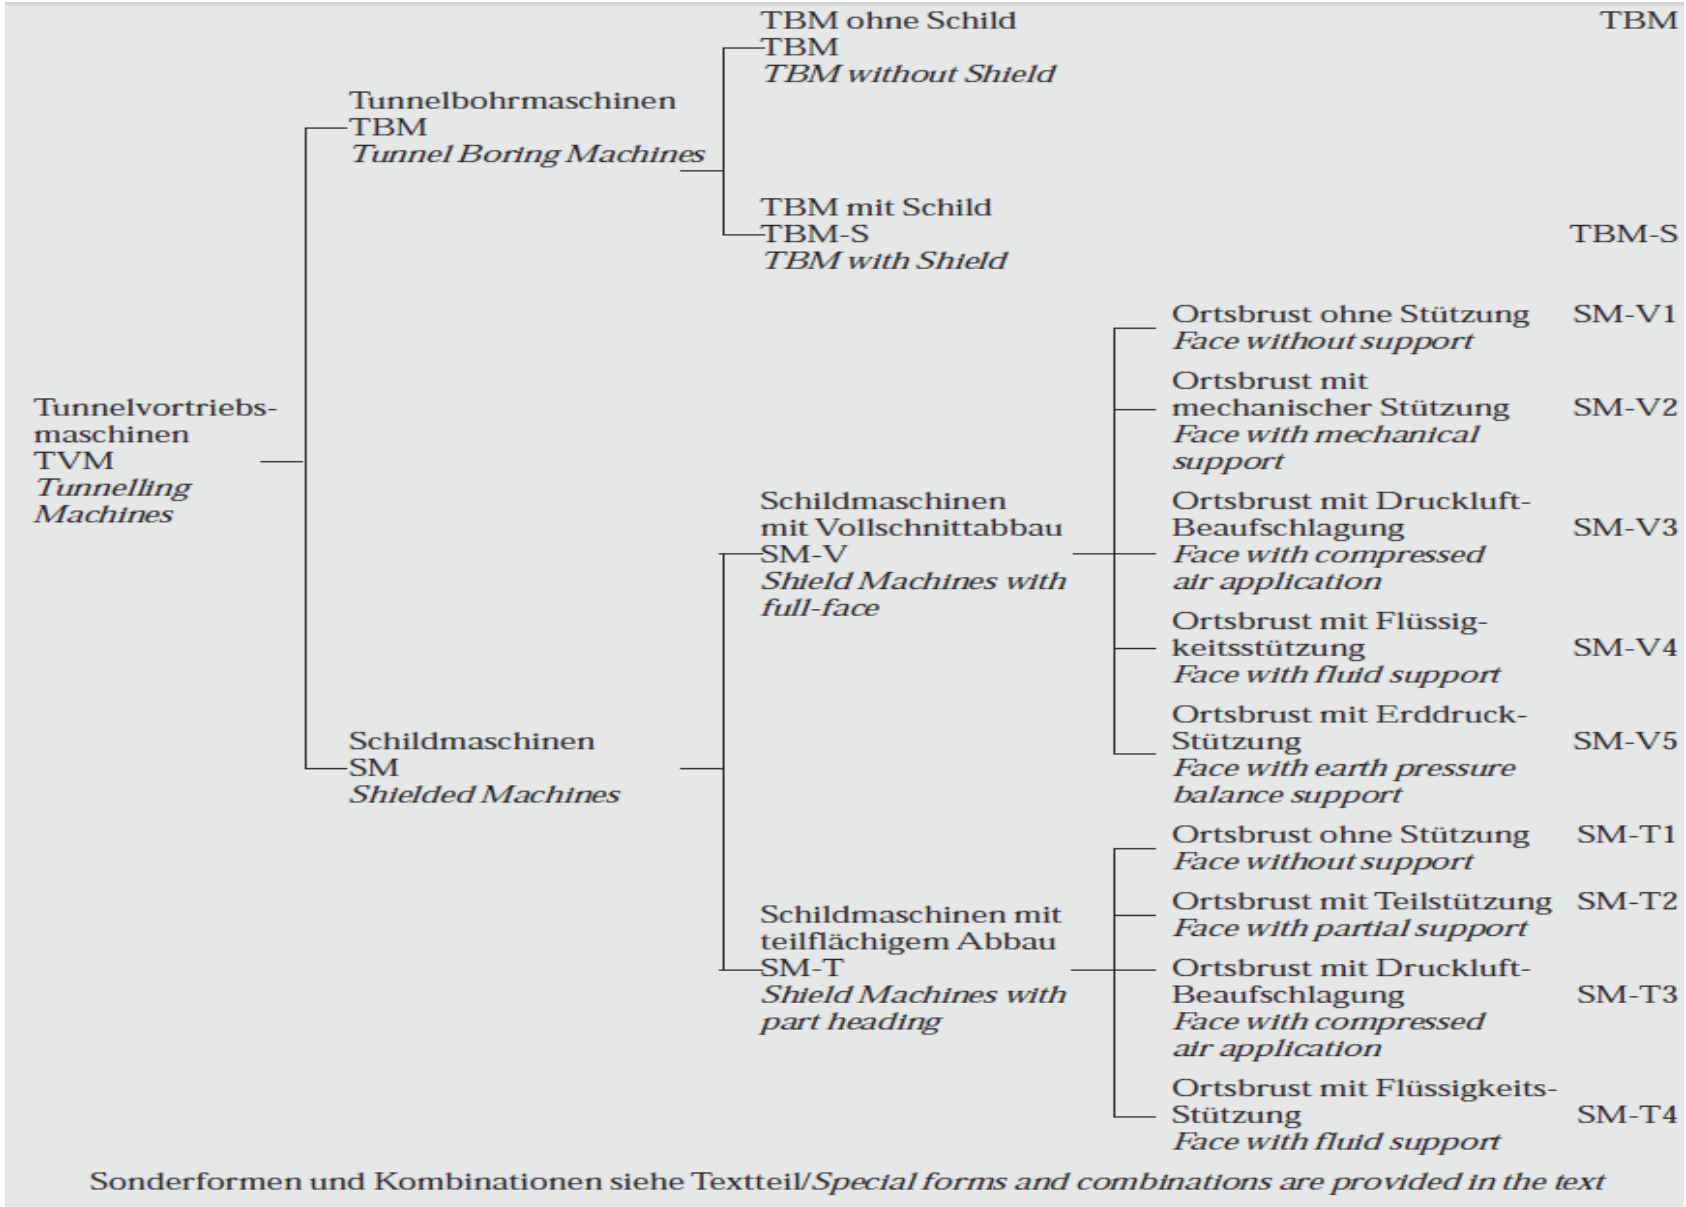 TBM ohne Schild
TBM
TBM without Shield
TBM
Tunnelbohrmaschinen
TBM
Tunnel Boring Machines
TBM mit Schild
TBM-S
TBM with Shield
TBM-S
Tunnelvortriebs-
maschinen
TVM
Tunnelling
Machines
Schildmaschinen
SM
Shielded Machines
Schildmaschinen
mit Vollschnittabbau
SM-V
Shield Machines with
full-face
Ortsbrust ohne Stützung
Face without support
SM-V1
Ortsbrust mit
mechanischer Stützung
Face with mechanical
support
SM-V2
Ortsbrust mit Druckluft-
Beaufschlagung
Face with compressed
air application
SM-V3
Ortsbrust mit Flüssig-
keitsstützung
Face with fluid support
SM-V4
Ortsbrust mit Erddruck-
Stützung
Face with earth pressure
balance support
SM-V5
Schildmaschinen mit
teilflächigem Abbau
SM-T
Shield Machines with
part heading
Ortsbrust ohne Stützung
Face without support
SM-T1
Ortsbrust mit Teilstützung
Face with partial support
SM-T2
Ortsbrust mit Druckluft-
Beaufschlagung
Face with compressed
air application
SM-T3
Ortsbrust mit Flüssigkeits-
Stützung
Face with fluid support
SM-T4
Sonderformen und Kombinationen siehe Textteil/Special forms and combinations are provided in the text